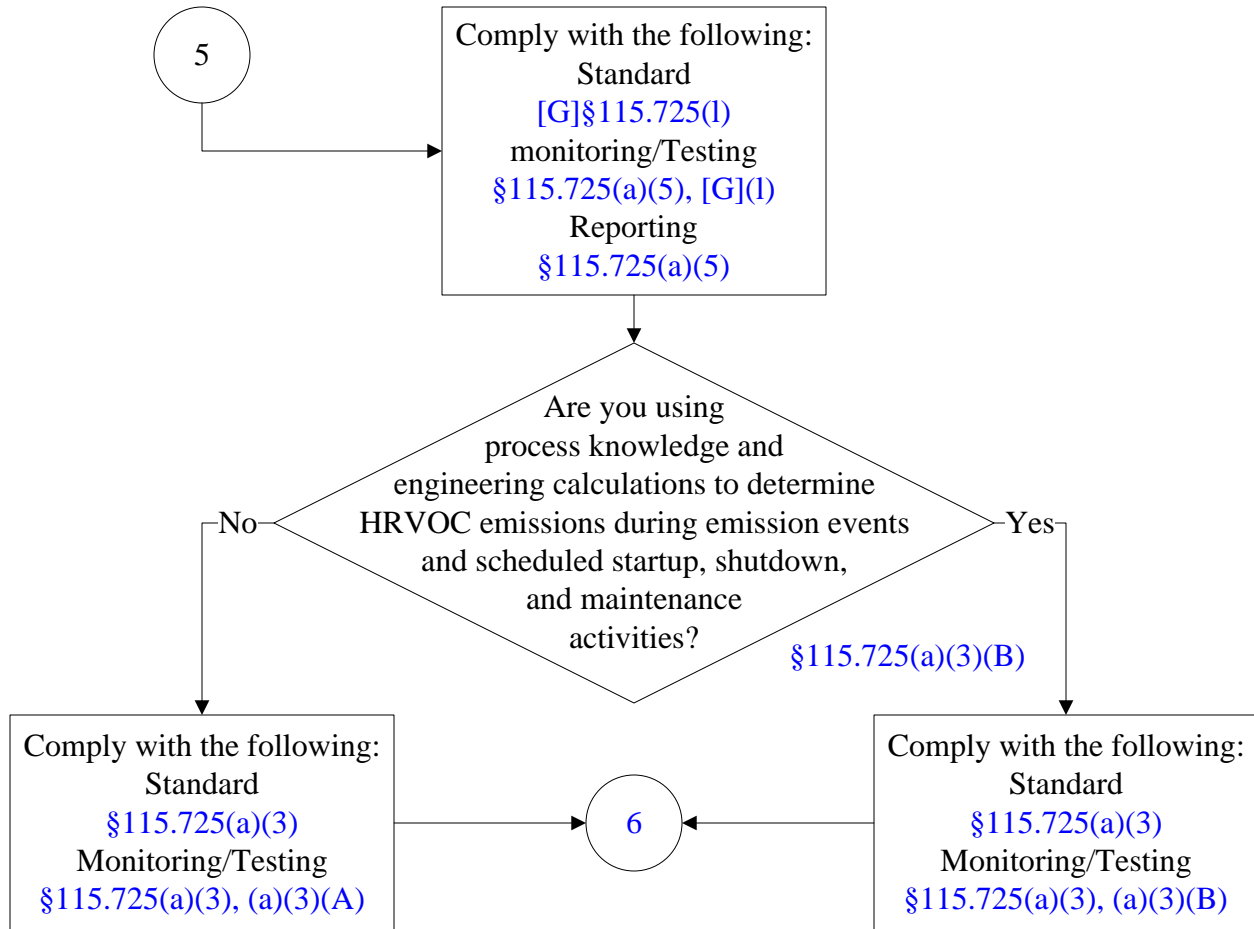 5
Comply with the following:
Standard
[G]§115.725(l)
monitoring/Testing
§115.725(a)(5), [G](l)
Reporting
§115.725(a)(5)
Are you using
process knowledge and
engineering calculations to determine
HRVOC emissions during emission events
and scheduled startup, shutdown,
and maintenance
activities?
No
Yes
§115.725(a)(3)(B)
Comply with the following:
Standard
§115.725(a)(3)
Monitoring/Testing
§115.725(a)(3), (a)(3)(A)
6
Comply with the following:
Standard
§115.725(a)(3)
Monitoring/Testing
§115.725(a)(3), (a)(3)(B)